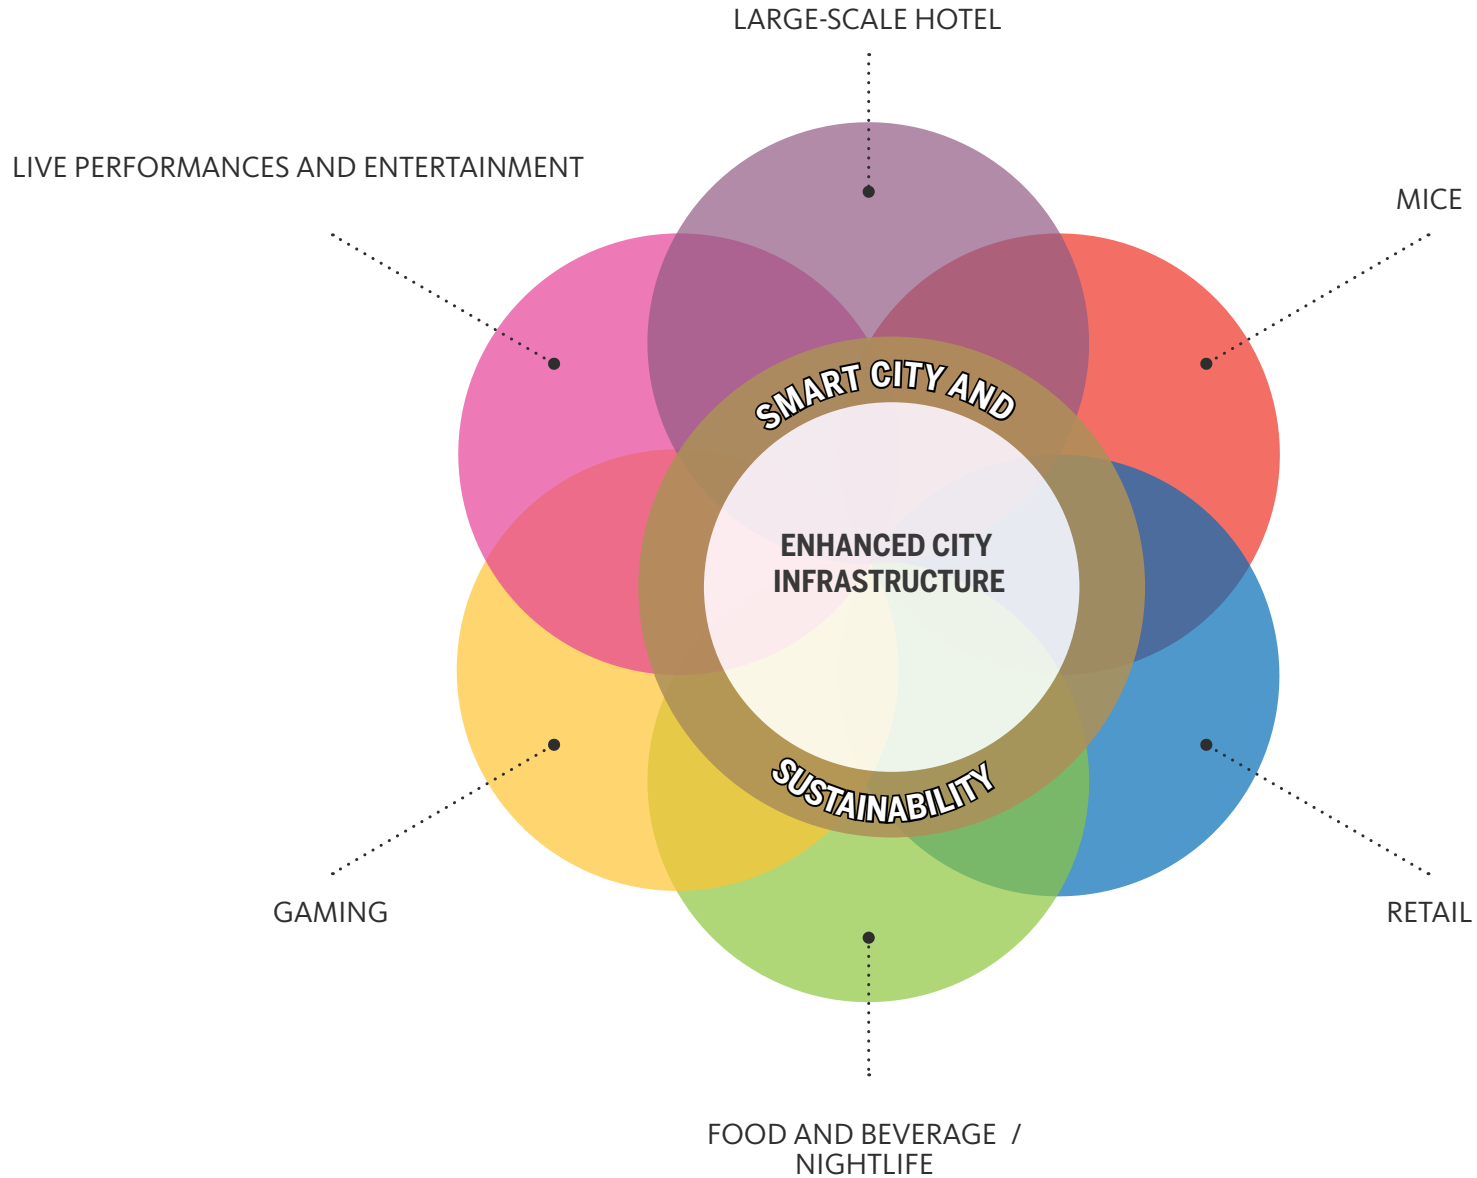 LARGE-SCALE HOTEL
LIVE PERFORMANCES AND ENTERTAINMENT
MICE
SMART CITY AND
ENHANCED CITY
INFRASTRUCTURE
SUSTAINABILITY
GAMING
RETAIL
FOOD AND BEVERAGE /
NIGHTLIFE